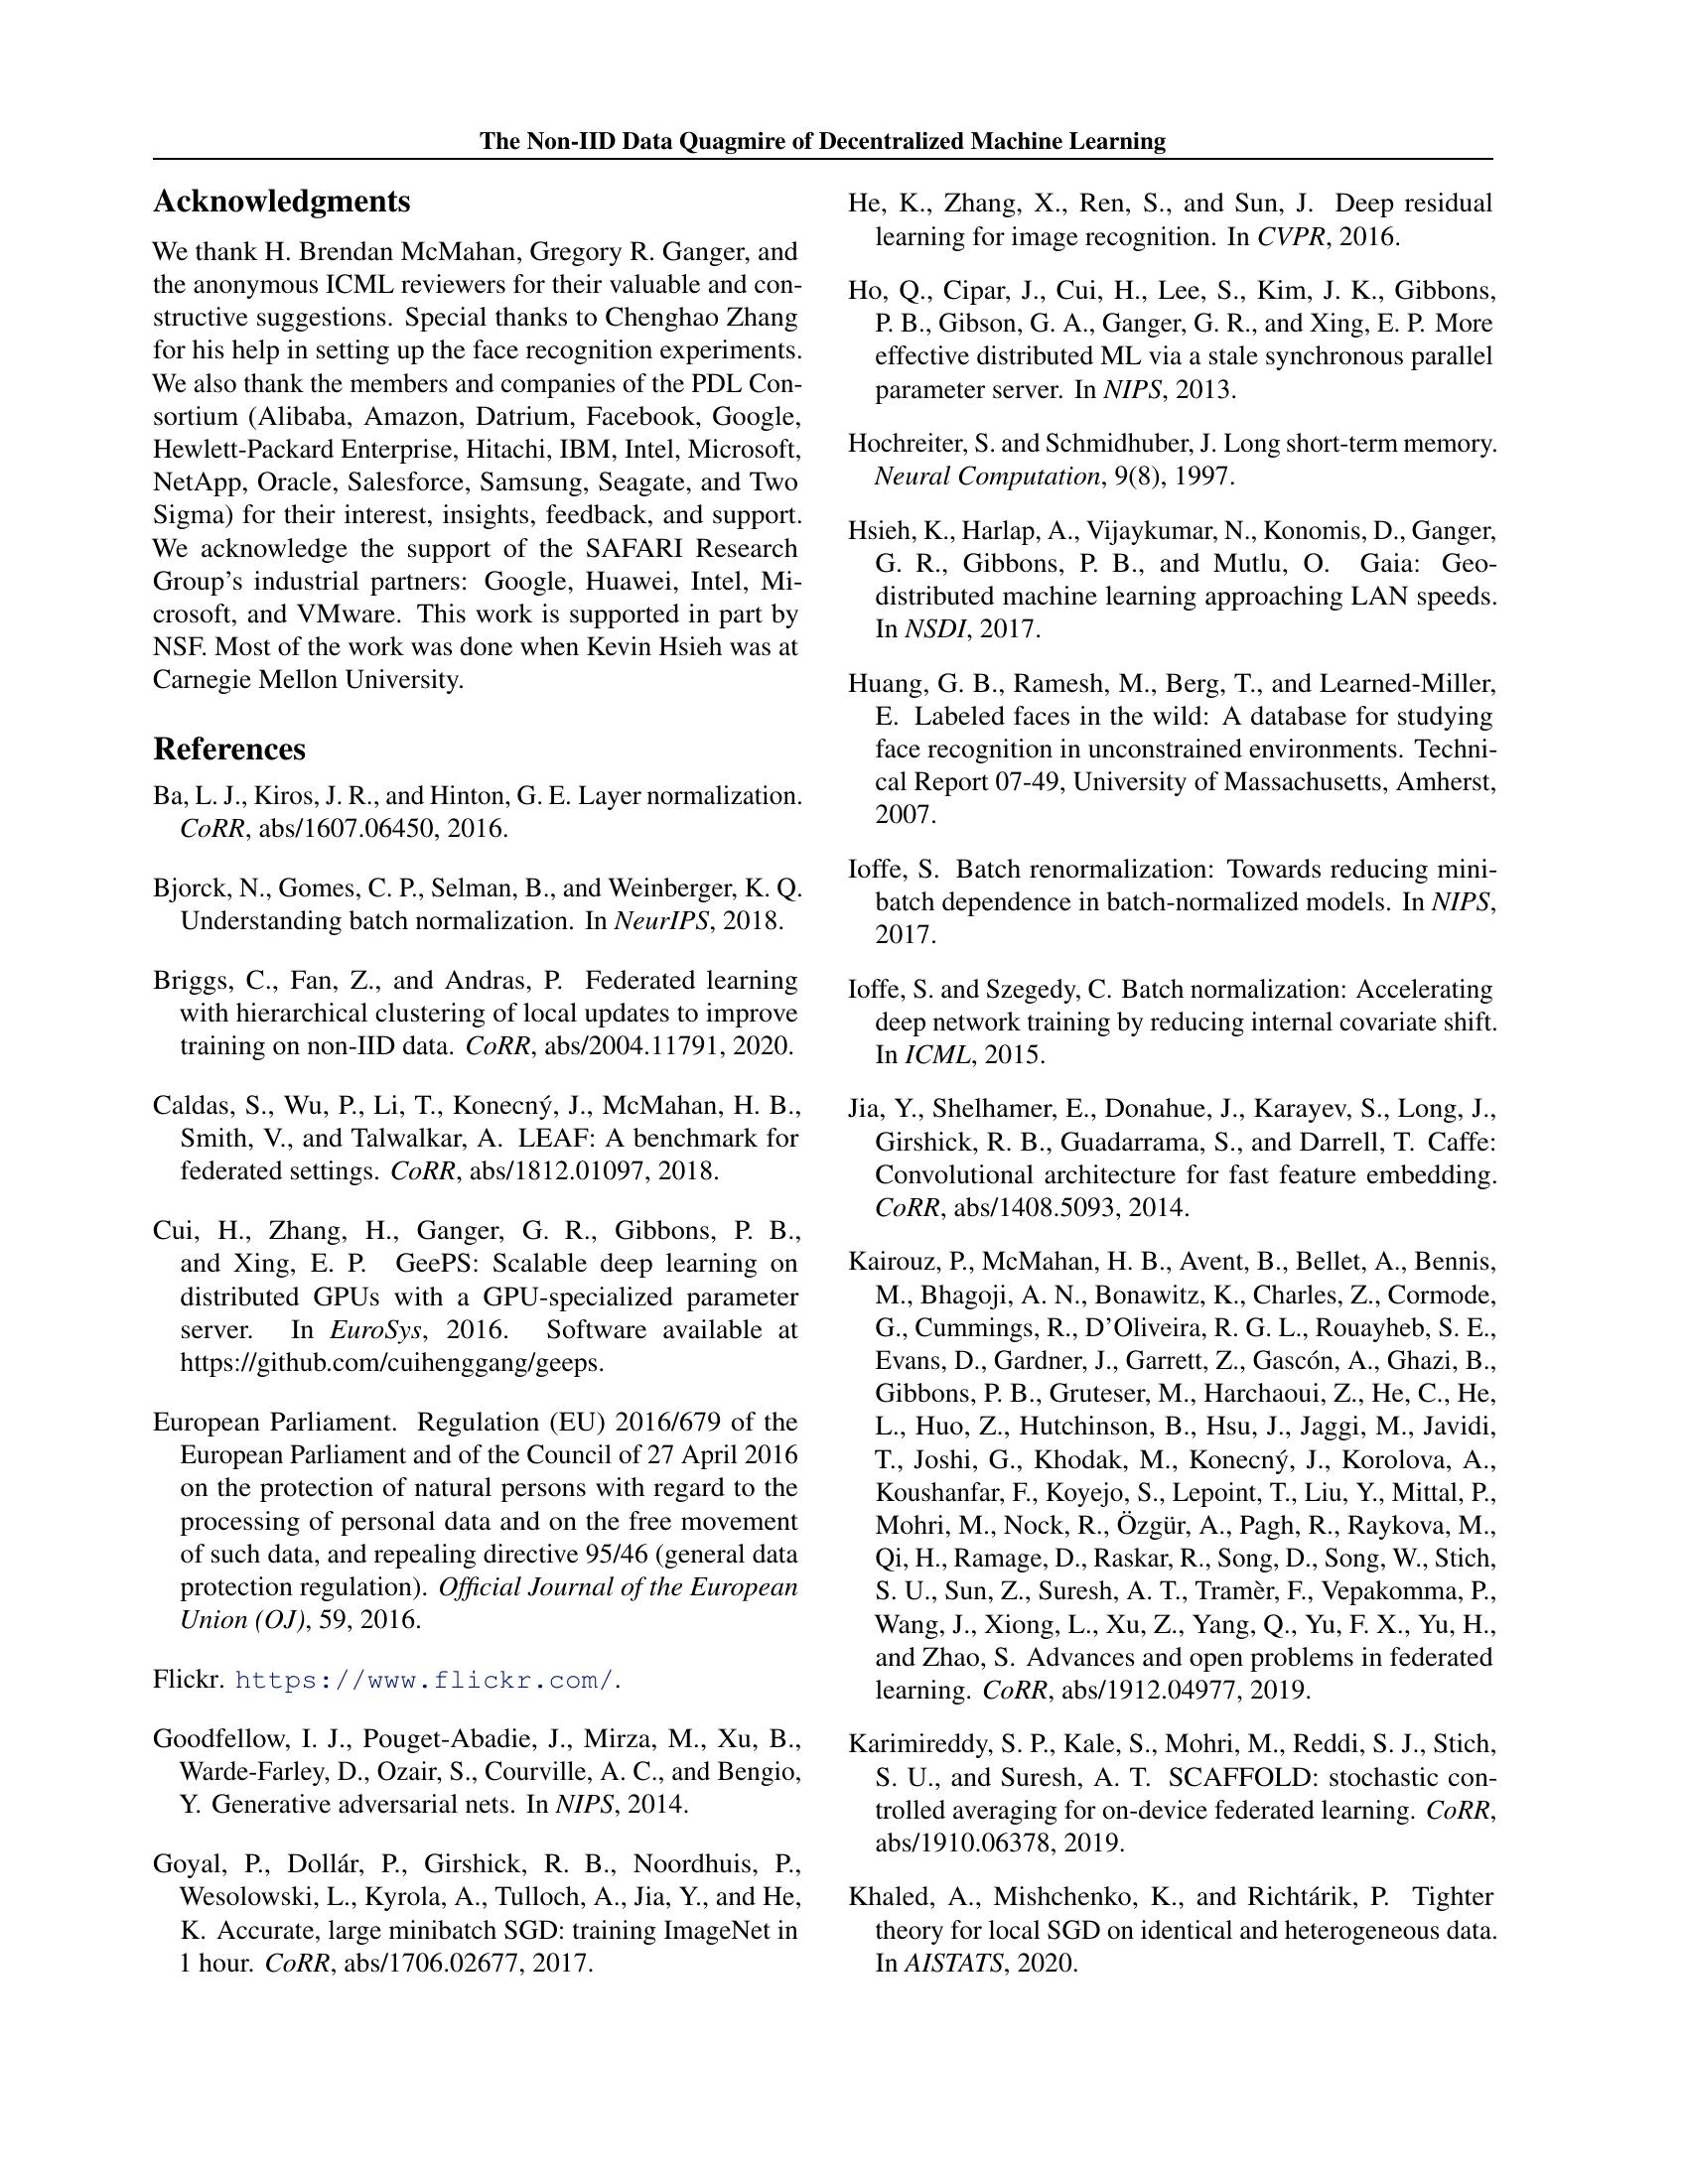 The Non-IID Data Quagmire of Decentralized Machine Learning
Acknowledgments
We thank H. Brendan McMahan, Gregory R. Ganger, and
the anonymous ICML reviewers for their valuable and con-
structive suggestions. Special thanks to Chenghao Zhang
for his help in setting up the face recognition experiments.
We also thank the members and companies of the PDL Con-
sortium (Alibaba, Amazon, Datrium, Facebook, Google,
Hewlett-Packard Enterprise, Hitachi, IBM, Intel, Microsoft,
NetApp, Oracle, Salesforce, Samsung, Seagate, and Two
Sigma) for their interest, insights, feedback, and support.
We acknowledge the support of the SAFARI Research
Group's industrial partners: Google, Huawei, Intel, Mi-
crosoft, and VMware. This work is supported in part by
NSF. Most of the work was done when Kevin Hsieh was at
Carnegie Mellon University.
References
Ba, L. J., Kiros, J. R., and Hinton, G. E. Layer normalization.
CoRR, abs/1607.06450, 2016.
Bjorck, N., Gomes, C. P., Selman, B., and Weinberger, K. Q.
Understanding batch normalization. In NeurIPS, 2018.
Briggs, C., Fan, Z., and Andras, P. Federated learning
with hierarchical clustering of local updates to improve
training on non-IID data. CoRR, abs/2004.11791, 2020.
Caldas, S., Wu, P., Li, T., Konecný, J., McMahan, H. B.,
Smith, V., and Talwalkar, A. LEAF: A benchmark for
federated settings. CoRR, abs/1812.01097, 2018.
Cui, H., Zhang, H., Ganger, G. R., Gibbons, P. B.,
and Xing, E. P. GeePS: Scalable deep learning on
distributed GPUs with a GPU-specialized parameter
server. In EuroSys, 2016. Software available at
https://github.com/cuihenggang/geeps.
European Parliament. Regulation (EU) 2016/679 of the
European Parliament and of the Council of 27 April 2016
on the protection of natural persons with regard to the
processing of personal data and on the free movement
of such data, and repealing directive 95/46 (general data
protection regulation). Official Journal of the European
Union (OJ), 59, 2016.
Flickr. https://www.flickr.com/.
Goodfellow, I. J., Pouget-Abadie, J., Mirza, M., Xu, B.,
Warde-Farley, D., Ozair, S., Courville, A. C., and Bengio,
Y. Generative adversarial nets. In NIPS, 2014.
Goyal, P., Dollár, P., Girshick, R. B., Noordhuis, P.,
Wesolowski, L., Kyrola, A., Tulloch, A., Jia, Y., and He,
K. Accurate, large minibatch SGD: training ImageNet in
1 hour. CoRR, abs/1706.02677, 2017.
He, K., Zhang, X., Ren, S., and Sun, J. Deep residual
learning for image recognition. In CVPR, 2016.
Ho, Q., Cipar, J., Cui, H., Lee, S., Kim, J. K., Gibbons,
P. B., Gibson, G. A., Ganger, G. R., and Xing, E. P. More
effective distributed ML via a stale synchronous parallel
parameter server. In NIPS, 2013.
Hochreiter, S. and Schmidhuber, J. Long short-term memory.
Neural Computation, 9(8), 1997.
Hsieh, K., Harlap, A., Vijaykumar, N., Konomis, D., Ganger,
G. R., Gibbons, P. B., and Mutlu, O. Gaia: Geo-
distributed machine learning approaching LAN speeds.
In NSDI, 2017.
Huang, G. B., Ramesh, M., Berg, T., and Learned-Miller,
E. Labeled faces in the wild: A database for studying
face recognition in unconstrained environments. Techni-
cal Report 07-49, University of Massachusetts, Amherst,
2007.
Ioffe, S. Batch renormalization: Towards reducing mini-
batch dependence in batch-normalized models. In NIPS,
2017.
Ioffe, S. and Szegedy, C. Batch normalization: Accelerating
deep network training by reducing internal covariate shift.
In ICML, 2015.
Jia, Y., Shelhamer, E., Donahue, J., Karayev, S., Long, J.,
Girshick, R. B., Guadarrama, S., and Darrell, T. Caffe:
Convolutional architecture for fast feature embedding.
CoRR, abs/1408.5093, 2014.
Kairouz, P., McMahan, H. B., Avent, B., Bellet, A., Bennis,
M., Bhagoji, A. N., Bonawitz, K., Charles, Z., Cormode,
G., Cummings, R., D'Oliveira, R. G. L., Rouayheb, S. E.,
Evans, D., Gardner, J., Garrett, Z., Gascón, A., Ghazi, B.,
Gibbons, P. B., Gruteser, M., Harchaoui, Z., He, C., He,
L., Huo, Z., Hutchinson, B., Hsu, J., Jaggi, M., Javidi,
T., Joshi, G., Khodak, M., Konecný, J., Korolova, A.,
Koushanfar, F., Koyejo, S., Lepoint, T., Liu, Y., Mittal, P.,
Mohri, M., Nock, R., Özgür, A., Pagh, R., Raykova, M.,
Qi, H., Ramage, D., Raskar, R., Song, D., Song, W., Stich,
S. U., Sun, Z., Suresh, A. T., Tramèr, F., Vepakomma, P.,
Wang, J., Xiong, L., Xu, Z., Yang, Q., Yu, F. X., Yu, H.,
and Zhao, S. Advances and open problems in federated
learning. CoRR, abs/1912.04977, 2019.
Karimireddy, S. P., Kale, S., Mohri, M., Reddi, S. J., Stich,
S. U., and Suresh, A. T. SCAFFOLD: stochastic con-
trolled averaging for on-device federated learning. CoRR,
abs/1910.06378, 2019.
Khaled, A., Mishchenko, K., and Richtárik, P. Tighter
theory for local SGD on identical and heterogeneous data.
In AISTATS, 2020.